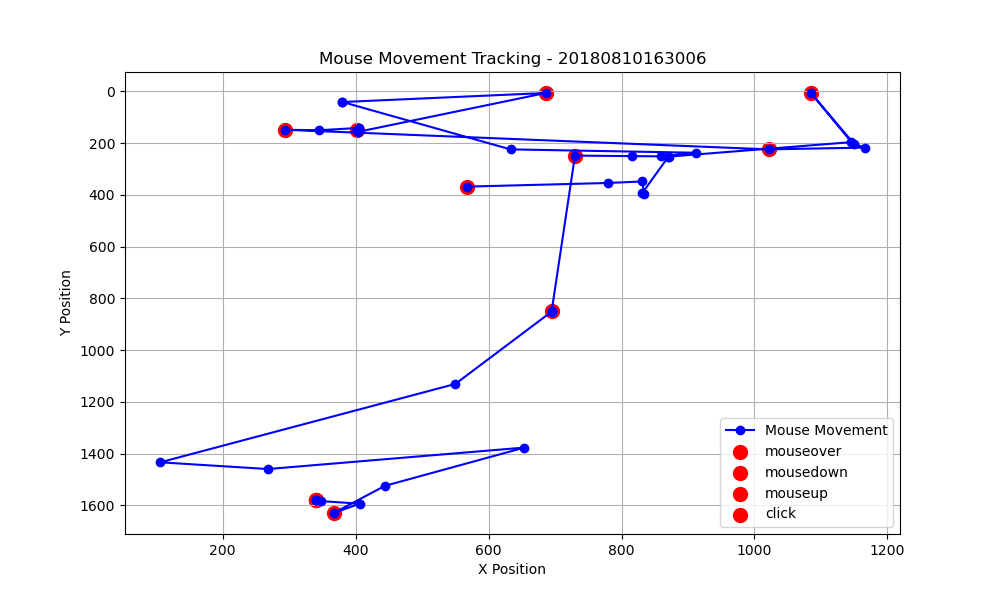 Mouse Movement Tracking - 20180810163006
0
200
400
600
800
1000
1200
1400
1600
Y Position
Mouse Movement
mouseover
mousedown
mouseup
click
200
400
600
800
1000
1200
X Position